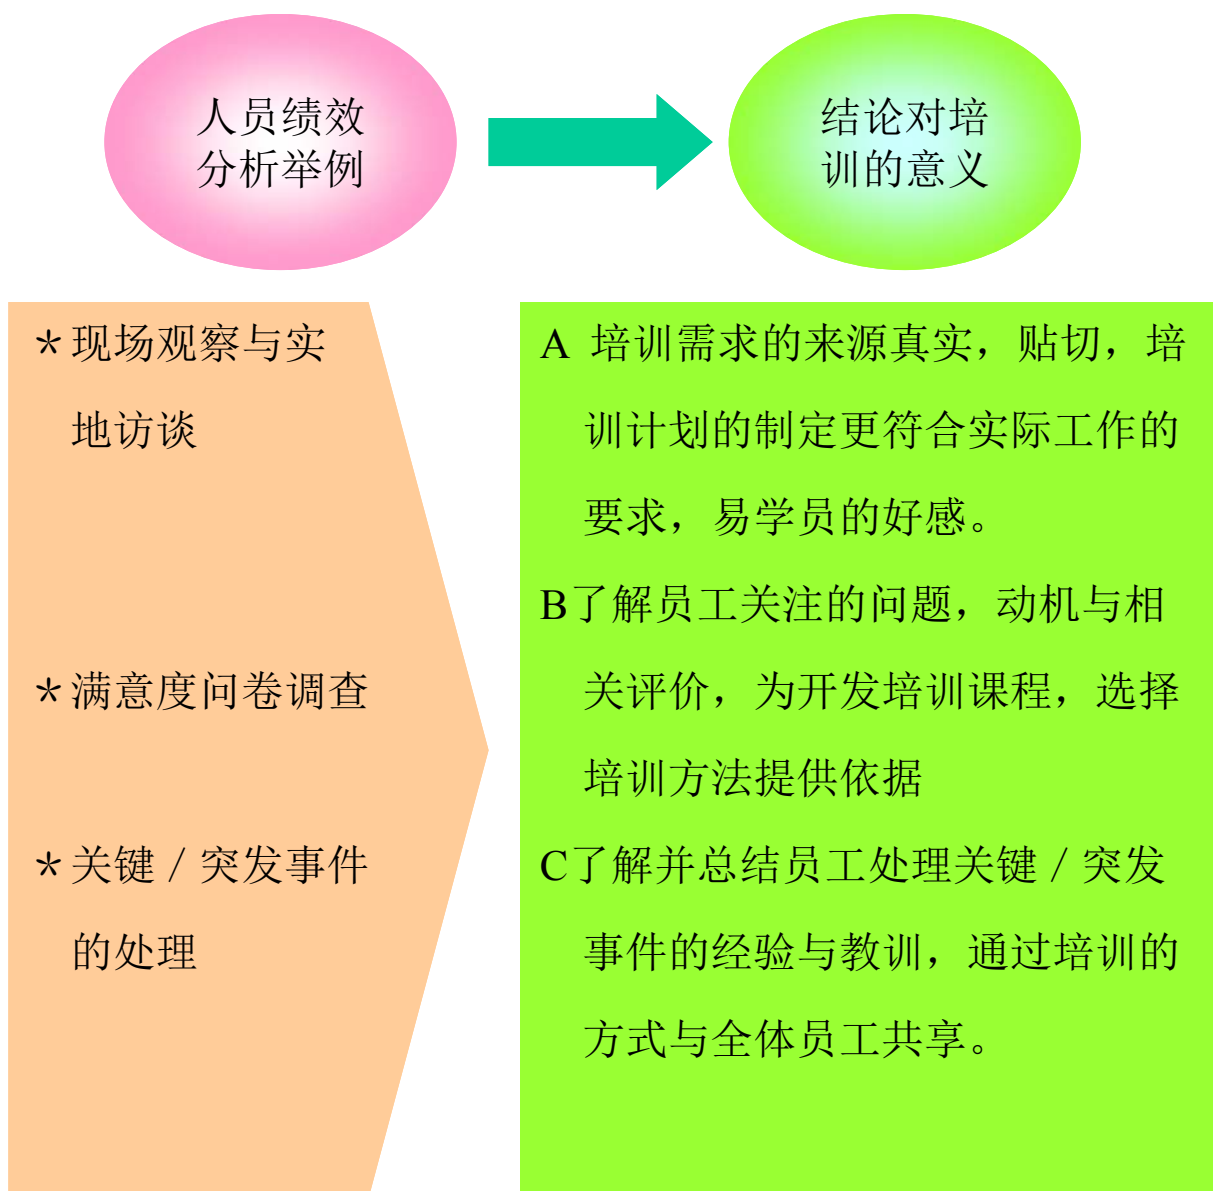 人员绩效
分析举例
结论对培
训的意义
*现场观察与实
地访谈
*满意度问卷调查
*关键／突发事件
的处理
A 培训需求的来源真实，贴切，培
训计划的制定更符合实际工作的
要求，易学员的好感。
B了解员工关注的问题，动机与相
关评价，为开发培训课程，选择
培训方法提供依据
C了解并总结员工处理关键／突发
事件的经验与教训，通过培训的
方式与全体员工共享。